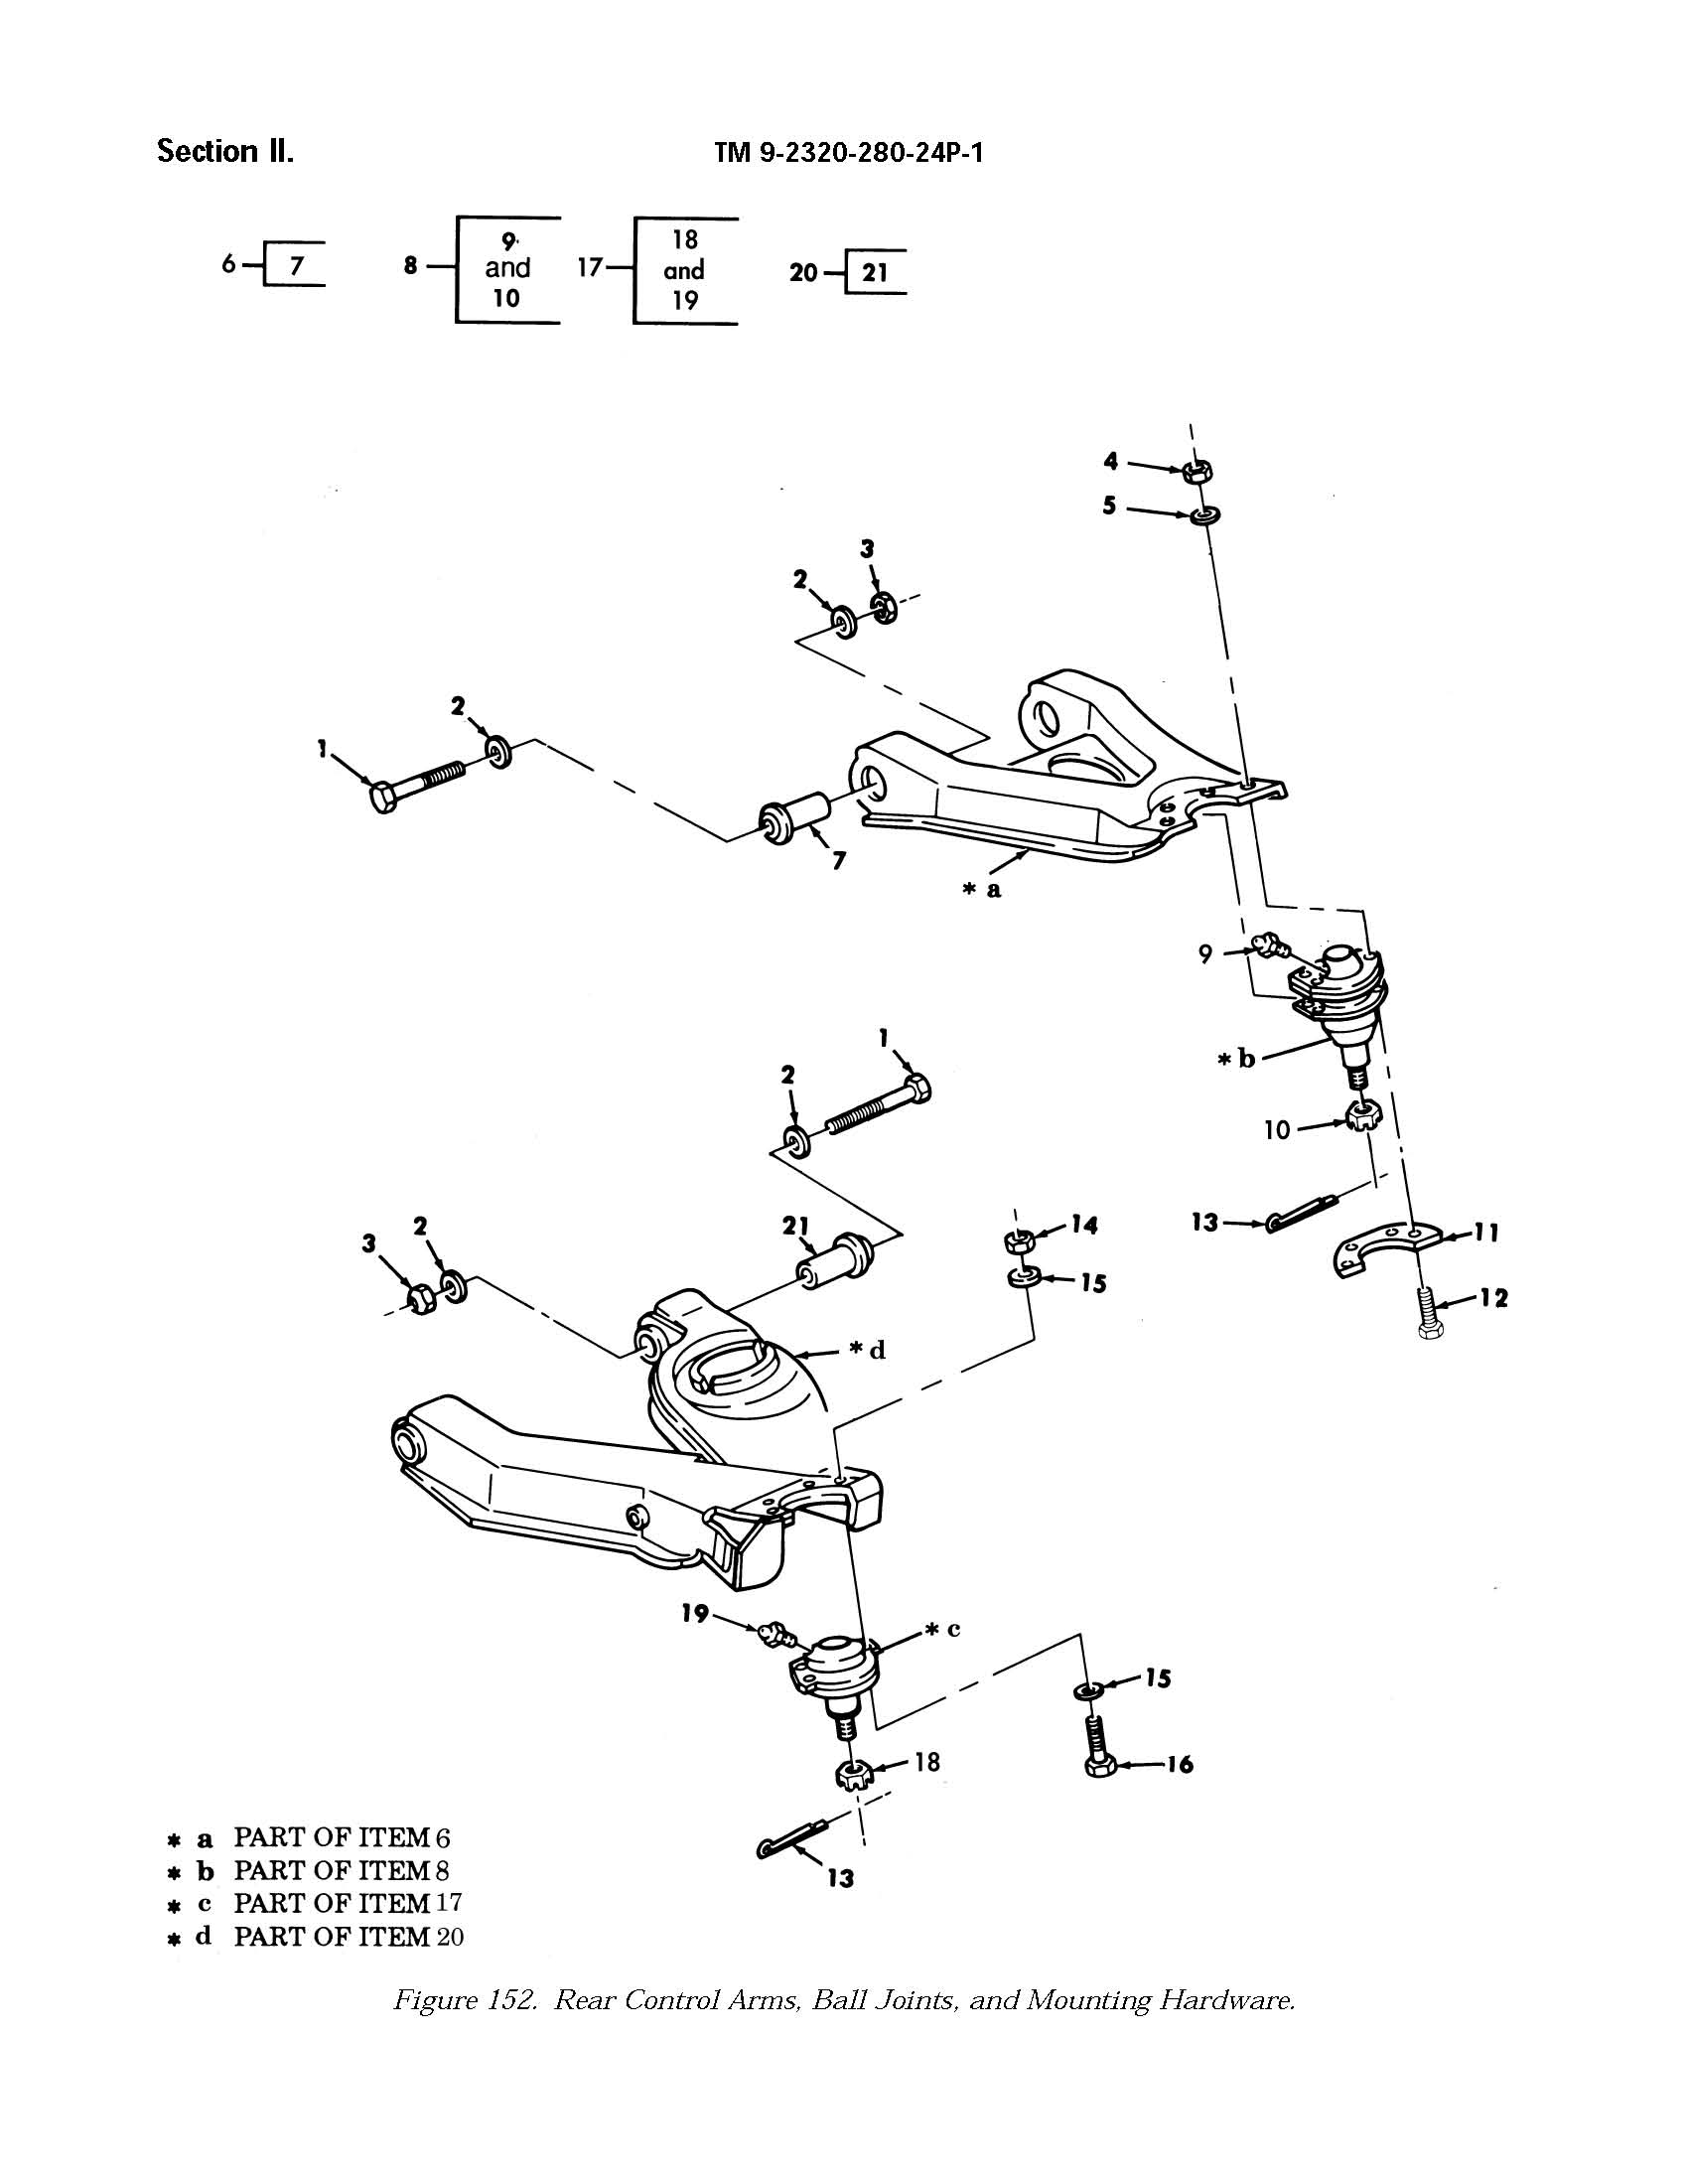 Section II.
TM 9-2320-280-24P-1
6 7
8 9 and 10
17 18 and 19
20 21
4
5
3
2
2
1
7
* a
9
* b
10
1
2
13
11
12
21
14
15
2
3
* d
19
* c
15
16
18
13
* a PART OF ITEM 6
* b PART OF ITEM 8
* c PART OF ITEM 17
* d PART OF ITEM 20
Figure 152. Rear Control Arms, Ball Joints, and Mounting Hardware.